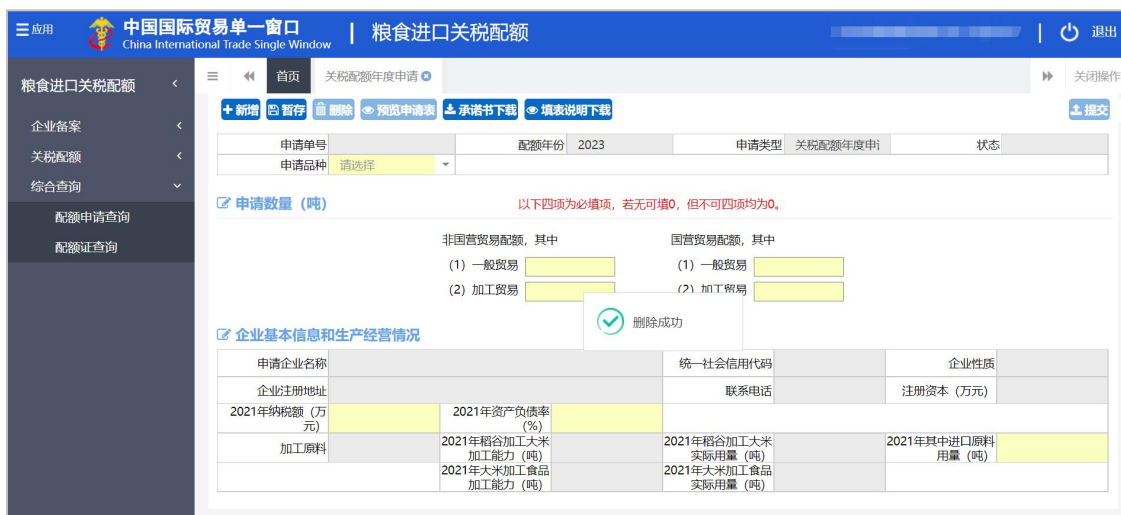 应用 中国国际贸易单一窗口 | 粮食进口关税配额 | 退出
China International Trade Single Window
粮食进口关税配额
企业备案
关税配额
综合查询
配额申请查询
配额证查询
首页 关税配额年度申请 关闭操作
新增 暂存 删除 预览申请表 承诺书下载 填表说明下载 提交
申请单号 配额年份 2023 申请类型 关税配额年度申请 状态
申请品种 请选择
申请数量（吨） 以下四项为必填项，若无可填0，但不可四项均为0。
非国营贸易配额，其中 国营贸易配额，其中
（1）一般贸易 （1）一般贸易
（2）加工贸易 （2）加工贸易
删除成功
企业基本信息和生产经营情况
申请企业名称 统一社会信用代码 企业性质
企业注册地址 联系电话 注册资本（万元）
2021年纳税额（万
元） 2021年资产负债率
（%）
加工原料 2021年稻谷加工大米
加工能力（吨） 2021年稻谷加工大米
实际用量（吨） 2021年其中进口原料
用量（吨）
2021年大米加工食品
加工能力（吨） 2021年大米加工食品
实际用量（吨）